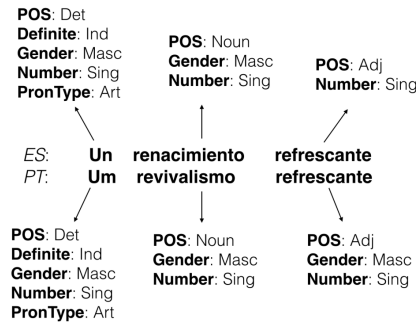 POS: Det
Definite: Ind
Gender: Masc
Number: Sing
PronType: Art
POS: Noun
Gender: Masc
Number: Sing
POS: Adj
Number: Sing
ES: Un renacimiento refrescante
PT: Um revivalismo refrescante
POS: Det
Definite: Ind
Gender: Masc
Number: Sing
PronType: Art
POS: Noun
Gender: Masc
Number: Sing
POS: Adj
Gender: Masc
Number: Sing